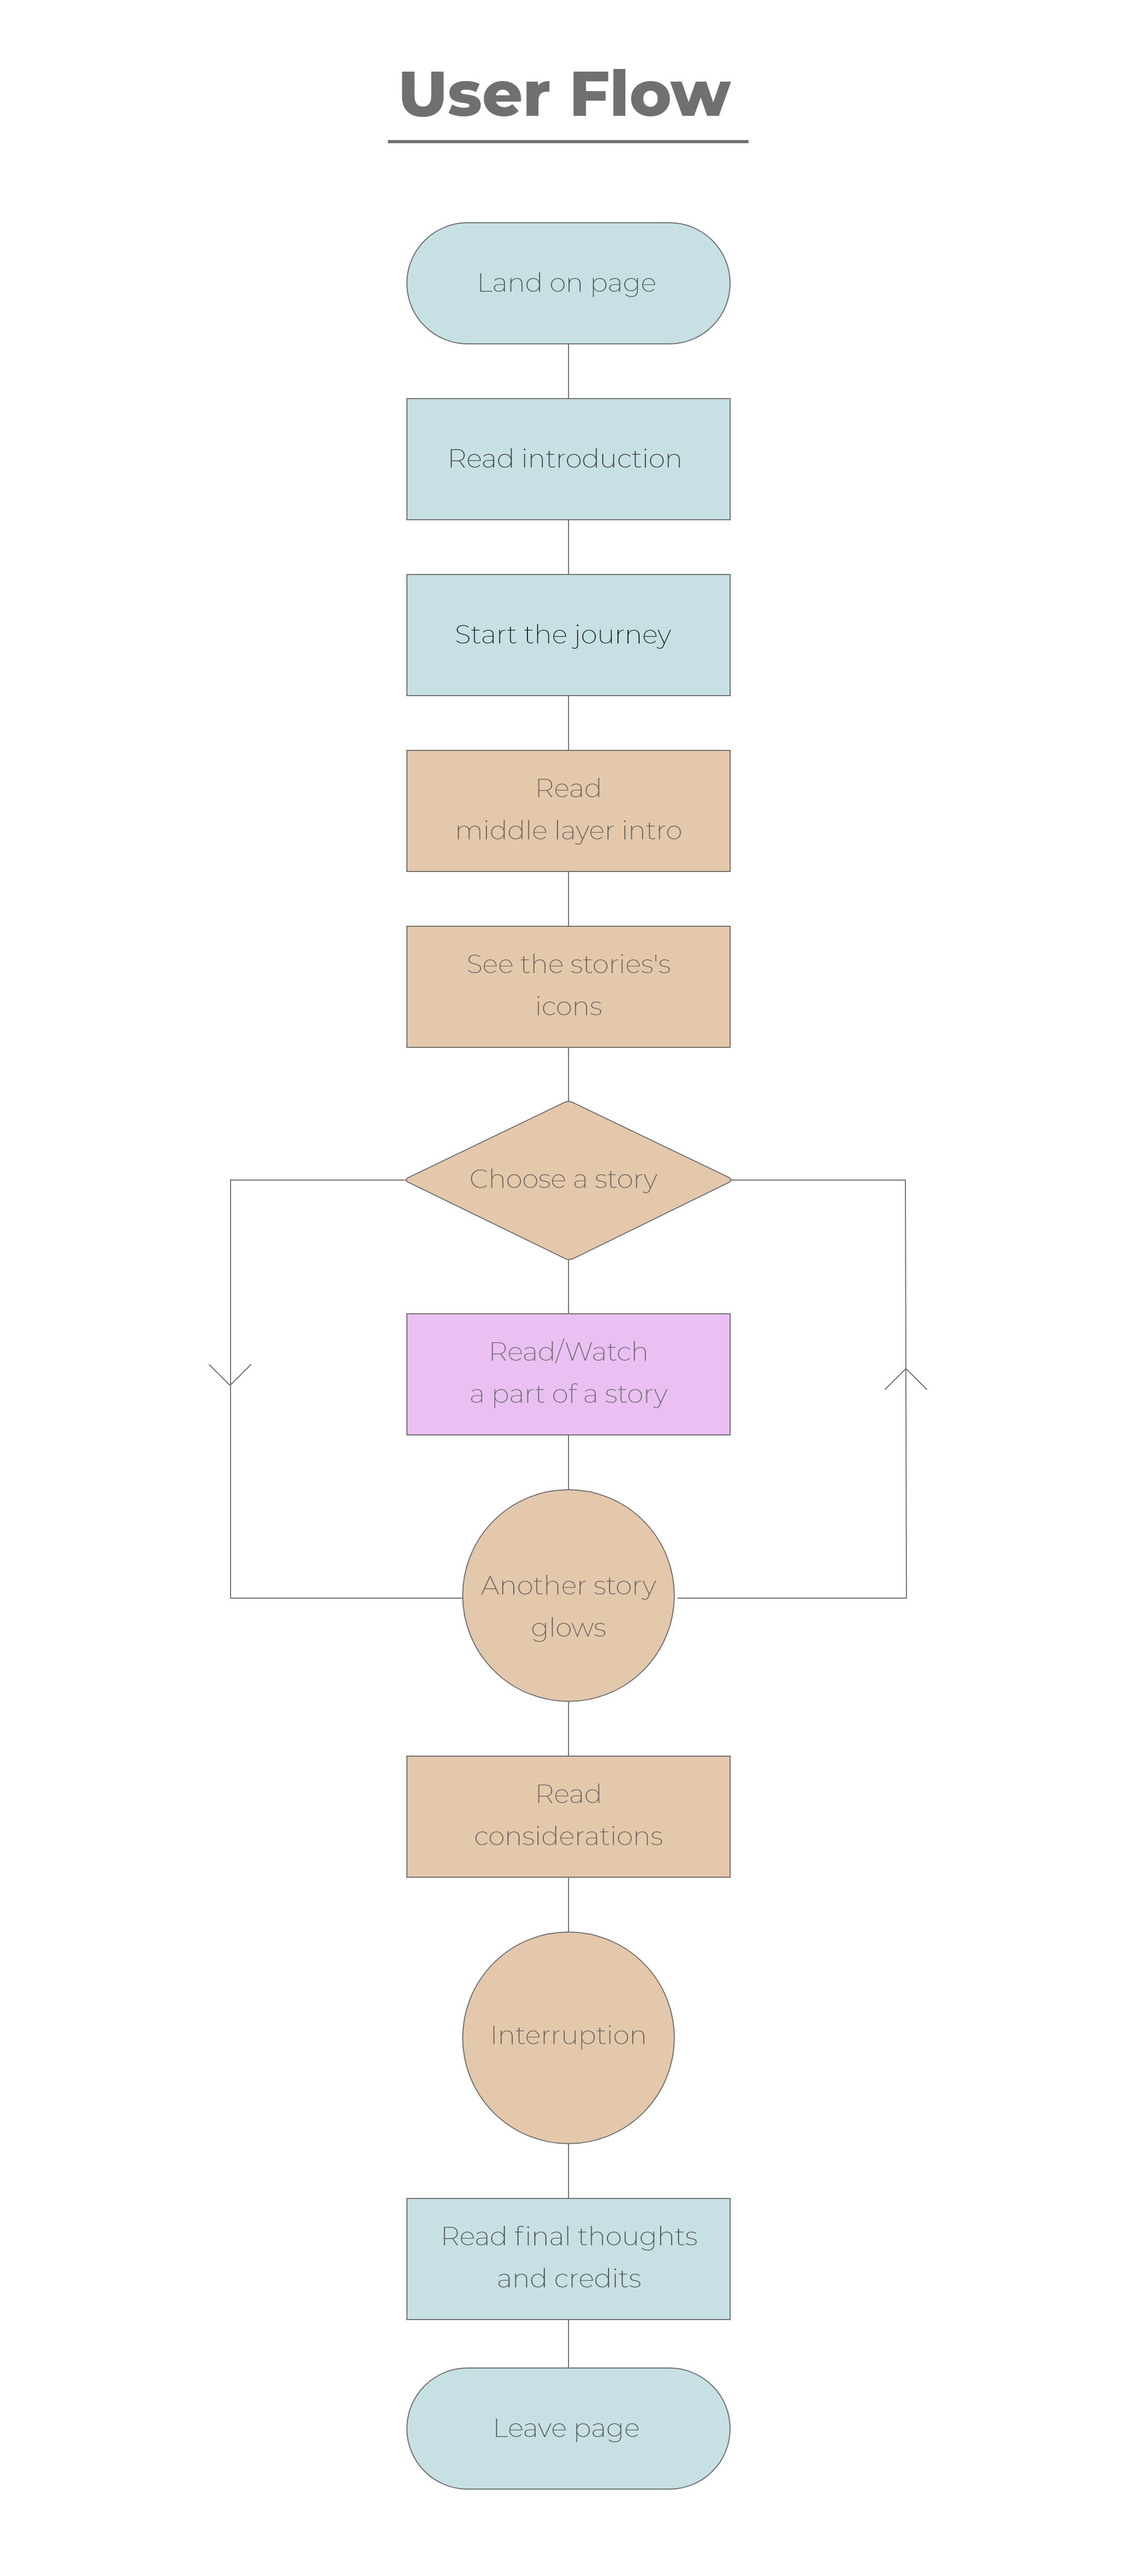 User Flow
Land on page
Read introduction
Start the journey
Read
middle layer intro
See the stories's
icons
Choose a story
Read/Watch
a part of a story
Another story
glows
Read
considerations
Interruption
Read final thoughts
and credits
Leave page